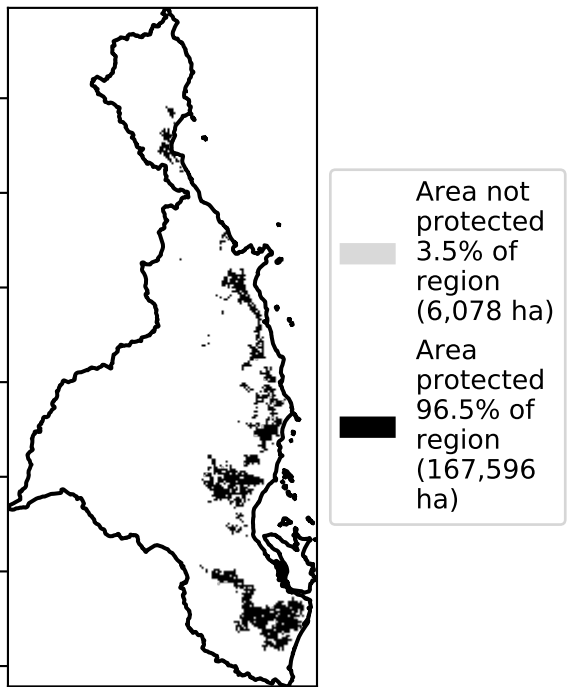 Area not
protected
3.5% of
region
(6,078 ha)
Area
protected
96.5% of
region
(167,596
ha)